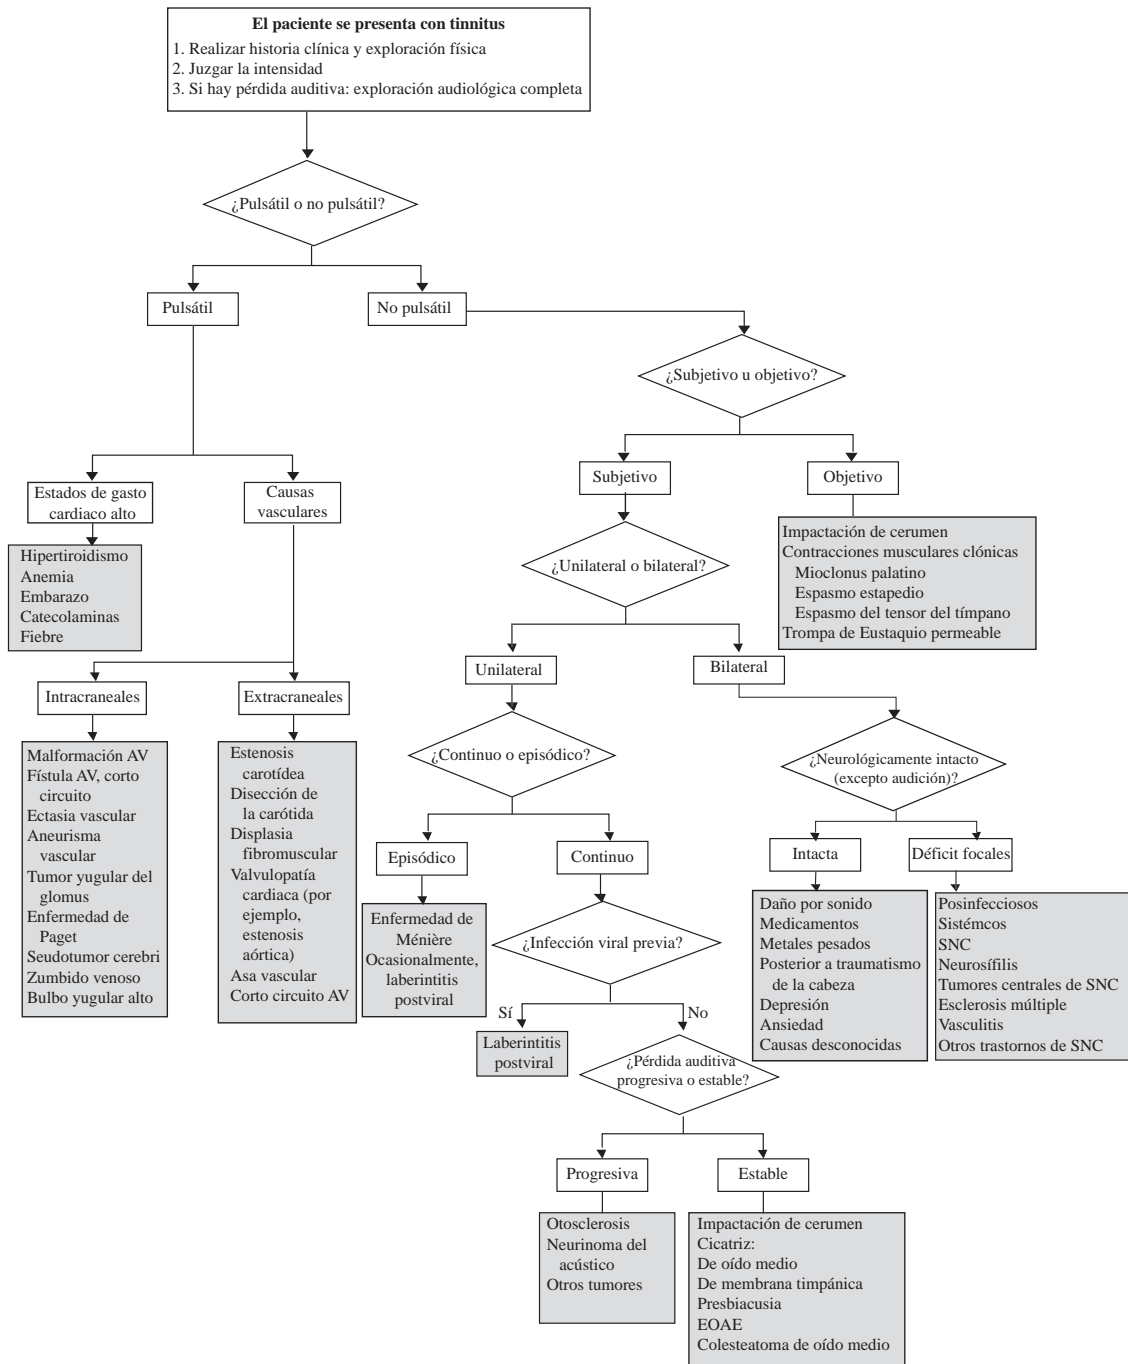 El paciente se presenta con tinnitus
1. Realizar historia clínica y exploración física
2. Juzgar la intensidad
3. Si hay pérdida auditiva: exploración audiológica completa
¿Pulsátil o no pulsátil?
Pulsátil
No pulsátil
¿Subjetivo u objetivo?
Subjetivo
Objetivo
Estados de gasto
cardiaco alto
Causas
vasculares
Hipertiroidismo
Anemia
Embarazo
Catecolaminas
Fiebre
Impactación de cerumen
Contracciones musculares clónicas
Mioclonus palatino
Espasmo estapedio
Espasmo del tensor del tímpano
Trompa de Eustaquio permeable
¿Unilateral o bilateral?
Unilateral
Bilateral
Intracraneales
Extracraneales
Malformación AV
Fístula AV, corto
circuito
Ectasia vascular
Aneurisma
vascular
Tumor yugular del
glomus
Enfermedad de
Paget
Seudotumor cerebri
Zumbido venoso
Bulbo yugular alto
Estenosis
carotídea
Disección de
la carótida
Displasia
fibromuscular
Valvulopatía
cardiaca (por
ejemplo,
estenosis
aórtica)
Asa vascular
Corto circuito AV
¿Continuo o episódico?
¿Neurológicamente intacto
(excepto audición)?
Episódico
Continuo
Intacta
Déficit focales
Enfermedad de
Ménière
Ocasionalmente,
laberintitis
postviral
¿Infección viral previa?
Daño por sonido
Medicamentos
Metales pesados
Posterior a traumatismo
de la cabeza
Depresión
Ansiedad
Causas desconocidas
Posinfecciosos
Sistémcos
SNC
Neurosífilis
Tumores centrales de SNC
Esclerosis múltiple
Vasculitis
Otros trastornos de SNC
Sí
No
Laberintitis
postviral
¿Pérdida auditiva
progresiva o estable?
Progresiva
Estable
Otosclerosis
Neurinoma del
acústico
Otros tumores
Impactación de cerumen
Cicatriz:
De oído medio
De membrana timpánica
Presbiacusia
EOAE
Colesteatoma de oído medio